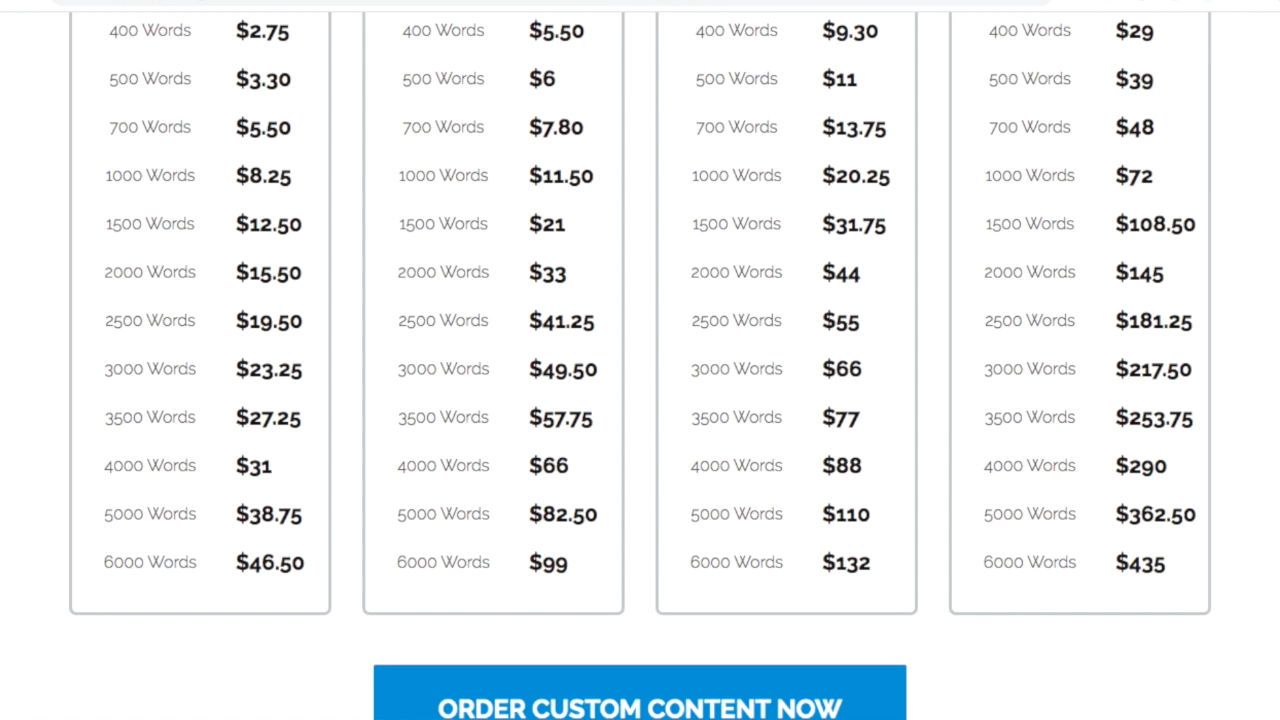 400 Words $2.75 400 Words $5.50 400 Words $9.30 400 Words $29
500 Words $3.30 500 Words $6 500 Words $11 500 Words $39
700 Words $5.50 700 Words $7.80 700 Words $13.75 700 Words $48
1000 Words $8.25 1000 Words $11.50 1000 Words $20.25 1000 Words $72
1500 Words $12.50 1500 Words $21 1500 Words $31.75 1500 Words $108.50
2000 Words $15.50 2000 Words $33 2000 Words $44 2000 Words $145
2500 Words $19.50 2500 Words $41.25 2500 Words $55 2500 Words $181.25
3000 Words $23.25 3000 Words $49.50 3000 Words $66 3000 Words $217.50
3500 Words $27.25 3500 Words $57.75 3500 Words $77 3500 Words $253.75
4000 Words $31 4000 Words $66 4000 Words $88 4000 Words $290
5000 Words $38.75 5000 Words $82.50 5000 Words $110 5000 Words $362.50
6000 Words $46.50 6000 Words $99 6000 Words $132 6000 Words $435
ORDER CUSTOM CONTENT NOW